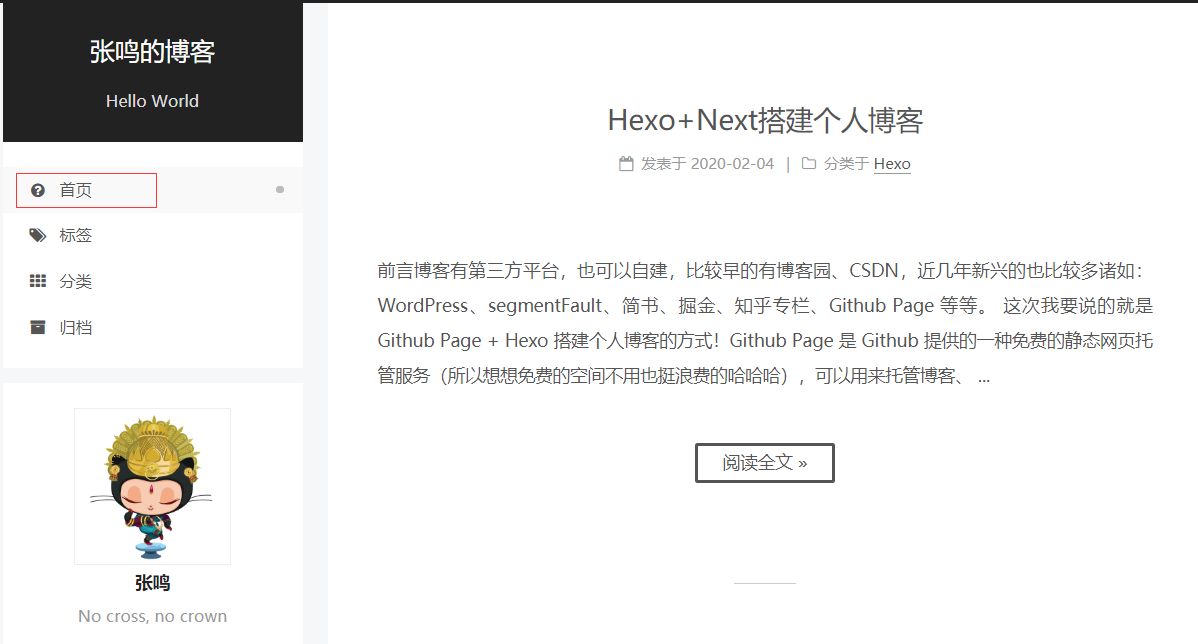 张鸣的博客
Hello World
首页
标签
分类
归档
张鸣
No cross, no crown
Hexo+Next搭建个人博客
发表于 2020-02-04 | 分类于 Hexo
前言博客有第三方平台，也可以自建，比较早的有博客园、CSDN，近几年新兴的也比较多诸如：
WordPress、segmentFault、简书、掘金、知乎专栏、Github Page 等等。 这次我要说的就是
Github Page + Hexo 搭建个人博客的方式！Github Page 是 Github 提供的一种免费的静态网页托
管服务（所以想想免费的空间不用也挺浪费的哈哈哈），可以用来托管博客、 ...
阅读全文 »